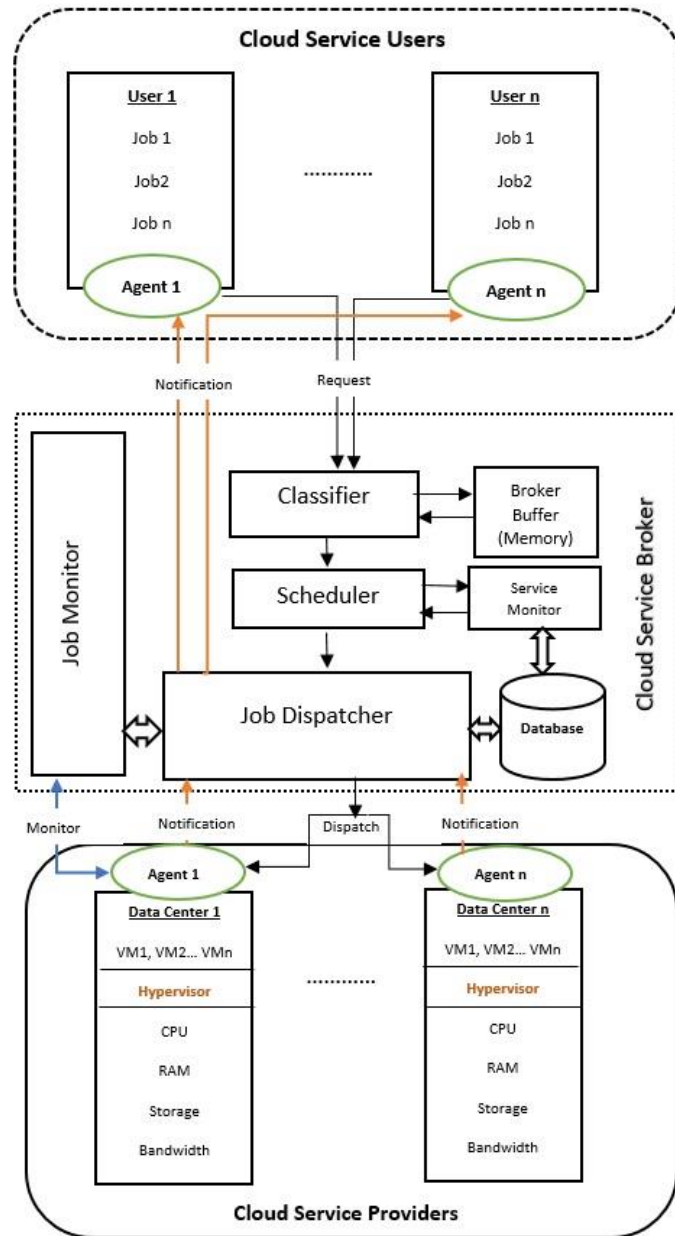 Cloud Service Users
User 1
Job 1
Job2
Job n
Agent 1
............
User n
Job 1
Job2
Job n
Agent n
Notification
Request
Job Monitor
Classifier
Broker
Buffer
(Memory)
Scheduler
Service
Monitor
Job Dispatcher
Database
Cloud Service Broker
Monitor
Notification
Dispatch
Notification
Agent 1
Data Center 1
VM1, VM2... VMn
Hypervisor
CPU
RAM
Storage
Bandwidth
............
Agent n
Data Center n
VM1, VM2... VMn
Hypervisor
CPU
RAM
Storage
Bandwidth
Cloud Service Providers